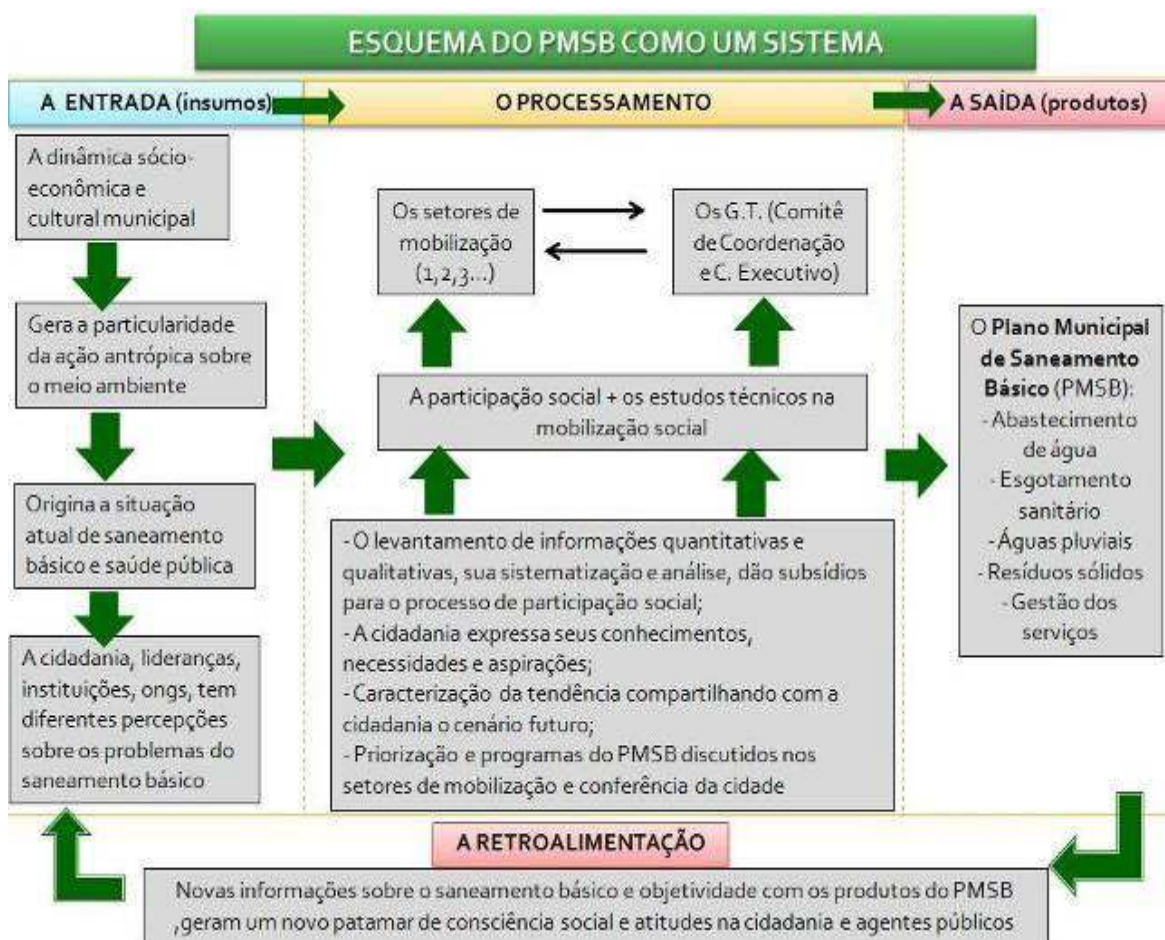 ESQUEMA DO PMSB COMO UM SISTEMA
A ENTRADA (insumos)
O PROCESSAMENTO
A SAÍDA (produtos)
A dinâmica sócio-
econômica e
cultural municipal
Gera a particularidade
da ação antrópica sobre
o meio ambiente
Origina a situação
atual de saneamento
básico e saúde pública
A cidadania, lideranças,
instituições, ongs, tem
diferentes percepções
sobre os problemas do
saneamento básico
Os setores de
mobilização
(1, 2, 3...)
Os G.T. (Comitê
de Coordenação
e C. Executivo)
A participação social + os estudos técnicos na
mobilização social
- O levantamento de informações quantitativas e
qualitativas, sua sistematização e análise, dão subsídios
para o processo de participação social;
- A cidadania expressa seus conhecimentos,
necessidades e aspirações;
- Caracterização da tendência compartilhando com a
cidadania o cenário futuro;
- Priorização e programas do PMSB discutidos nos
setores de mobilização e conferência da cidade
O Plano Municipal
de Saneamento
Básico (PMSB):
- Abastecimento
de água
- Esgotamento
sanitário
- Águas pluviais
- Resíduos sólidos
- Gestão dos
serviços
A RETROALIMENTAÇÃO
Novas informações sobre o saneamento básico e objetividade com os produtos do PMSB
,geram um novo patamar de consciência social e atitudes na cidadania e agentes públicos